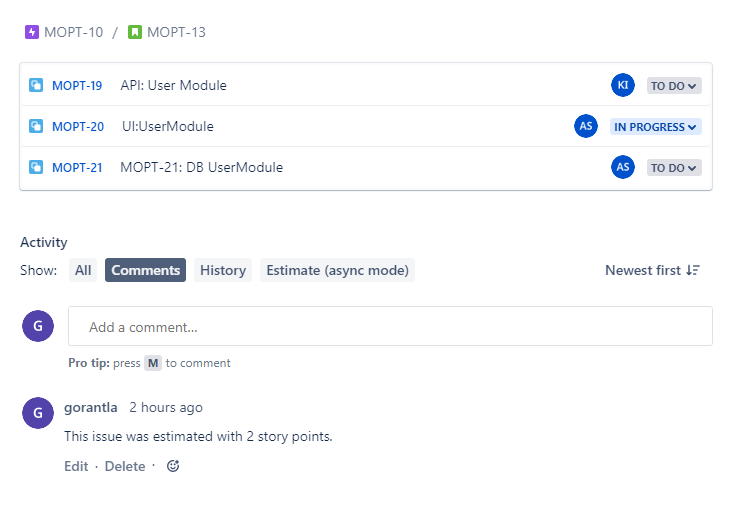 MOPT-10 / MOPT-13
MOPT-19 API: User Module KI TO DO
MOPT-20 UI:UserModule AS IN PROGRESS
MOPT-21 MOPT-21: DB UserModule AS TO DO
Activity
Show: All Comments History Estimate (async mode) Newest first
G Add a comment...
Pro tip: press M to comment
G gorantla 2 hours ago
This issue was estimated with 2 story points.
Edit · Delete ·